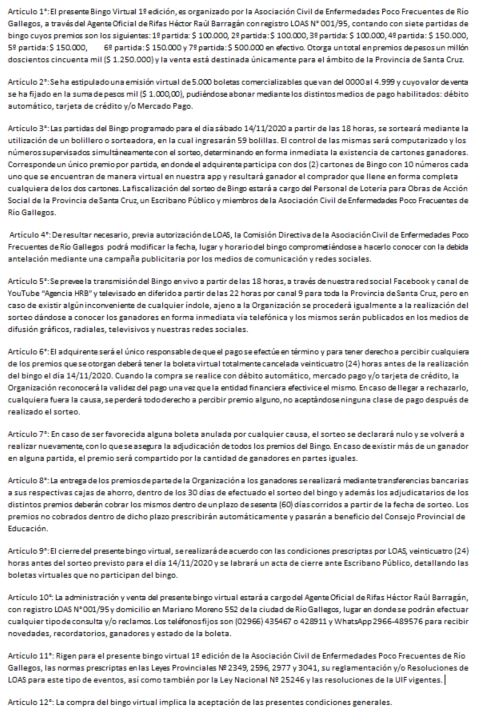 Artículo 1°: El presente Bingo Virtual 1ª edición, es organizado por la Asociación Civil de Enfermedades Poco Frecuentes de Río
Gallegos, a través del Agente Oficial de Rifas Héctor Raúl Barragán con registro LOAS N° 001/95, contando con siete partidas de
bingo cuyos premios son los siguientes: 1ª partida: $ 100.000, 2ª partida: $ 100.000, 3ª partida: $ 100.000, 4ª partida: $ 150.000,
5ª partida: $ 150.000, 6ª partida: $ 150.000 y 7ª partida: $ 500.000 en efectivo. Otorga un total en premios de pesos un millón
doscientos cincuenta mil ($ 1.250.000) y la venta está destinada únicamente para el ámbito de la Provincia de Santa Cruz.
Artículo 2°: Se ha estipulado una emisión virtual de 5.000 boletas comercializables que van del 0000 al 4.999 y cuyo valor de venta
se ha fijado en la suma de pesos mil ($ 1.000,00), pudiéndose abonar mediante los distintos medios de pago habilitados: débito
automático, tarjeta de crédito y/o Mercado Pago.
Artículo 3°: Las partidas del Bingo programado para el día sábado 14/11/2020 a partir de las 18 horas, se sorteará mediante la
utilización de un bolillero o sorteadora, en la cual ingresarán 59 bolillas. El control de las mismas será computarizado y los
números supervisados simultáneamente con el sorteo, determinando en forma inmediata la existencia de cartones ganadores.
Corresponde un único premio por partida, en donde el adquirente participa con dos (2) cartones de Bingo con 10 números cada
uno que se encuentran de manera virtual en nuestra app y resultará ganador el comprador que llene en forma completa
cualquiera de los dos cartones. La fiscalización del sorteo de Bingo estará a cargo del Personal de Lotería para Obras de Acción
Social de la Provincia de Santa Cruz, un Escribano Público y miembros de la Asociación Civil de Enfermedades Poco Frecuentes de
Río Gallegos.
Artículo 4°: De resultar necesario, previa autorización de LOAS, la Comisión Directiva de la Asociación Civil de Enfermedades Poco
Frecuentes de Río Gallegos podrá modificar la fecha, lugar y horario del bingo comprometiéndose a hacerlo conocer con la debida
antelación mediante una campaña publicitaria por los medios de comunicación y redes sociales.
Artículo 5°: Se prevee la transmisión del Bingo en vivo a partir de las 18 horas, a través de nuestra red social Facebook y canal de
YouTube "Agencia HRB" y televisado en diferido a partir de las 22 horas por canal 9 para toda la Provincia de Santa Cruz, pero en
caso de existir algún inconveniente de cualquier índole, ajeno a la Organización se procederá igualmente a la realización del
sorteo dándose a conocer los ganadores en forma inmediata vía telefónica y los mismos serán publicados en los medios de
difusión gráficos, radiales, televisivos y nuestras redes sociales.
Artículo 6°: El adquirente será el único responsable de que el pago se efectúe en término y para tener derecho a percibir cualquiera
de los premios que se otorgan deberá tener la boleta virtual totalmente cancelada veinticuatro (24) horas antes de la realización
del bingo el día 14/11/2020. Cuando la compra se realice con débito automático, mercado pago y/o tarjeta de crédito, la
Organización reconocerá la validez del pago una vez que la entidad financiera efectivice el mismo. En caso de llegar a rechazarlo,
cualquiera fuera la causa, se perderá todo derecho a percibir premio alguno, no aceptándose ninguna clase de pago después de
realizado el sorteo.
Artículo 7°: En caso de ser favorecida alguna boleta anulada por cualquier causa, el sorteo se declarará nulo y se volverá a
realizar nuevamente, con lo que se asegura la adjudicación de todos los premios del Bingo. En caso de existir más de un ganador
en alguna partida, el premio será compartido por la cantidad de ganadores en partes iguales.
Artículo 8°: La entrega de los premios de parte de la Organización a los ganadores se realizará mediante transferencias bancarias
a sus respectivas cajas de ahorro, dentro de los 30 días de efectuado el sorteo del bingo y además los adjudicatarios de los
distintos premios deberán cobrar los mismos dentro de un plazo de sesenta (60) días corridos a partir de la fecha de sorteo. Los
premios no cobrados dentro de dicho plazo prescribirán automáticamente y pasarán a beneficio del Consejo Provincial de
Educación.
Artículo 9°: El cierre del presente bingo virtual, se realizará de acuerdo con las condiciones prescriptas por LOAS, veinticuatro (24)
horas antes del sorteo previsto para el día 14/11/2020 y se labrará un acta de cierre ante Escribano Público, detallando las
boletas virtuales que no participan del bingo.
Artículo 10°: La administración y venta del presente bingo virtual estará a cargo del Agente Oficial de Rifas Héctor Raúl Barragán,
con registro LOAS N° 001/95 y domicilio en Mariano Moreno 552 de la ciudad de Río Gallegos, lugar en donde se podrán efectuar
cualquier tipo de consulta y/o reclamos. Los teléfonos fijos son (02966) 435467 o 428911 y WhatsApp 2966-489576 para recibir
novedades, recordatorios, ganadores y estado de la boleta.
Artículo 11°: Rigen para el presente bingo virtual 1ª edición de la Asociación Civil de Enfermedades Poco Frecuentes de Río
Gallegos, las normas prescriptas en las Leyes Provinciales Nº 2349, 2596, 2977 y 3041, su reglamentación y/o Resoluciones de
LOAS para este tipo de eventos, así como también por la Ley Nacional Nº 25246 y las resoluciones de la UIF vigentes.
Artículo 12°: La compra del bingo virtual implica la aceptación de las presentes condiciones generales.